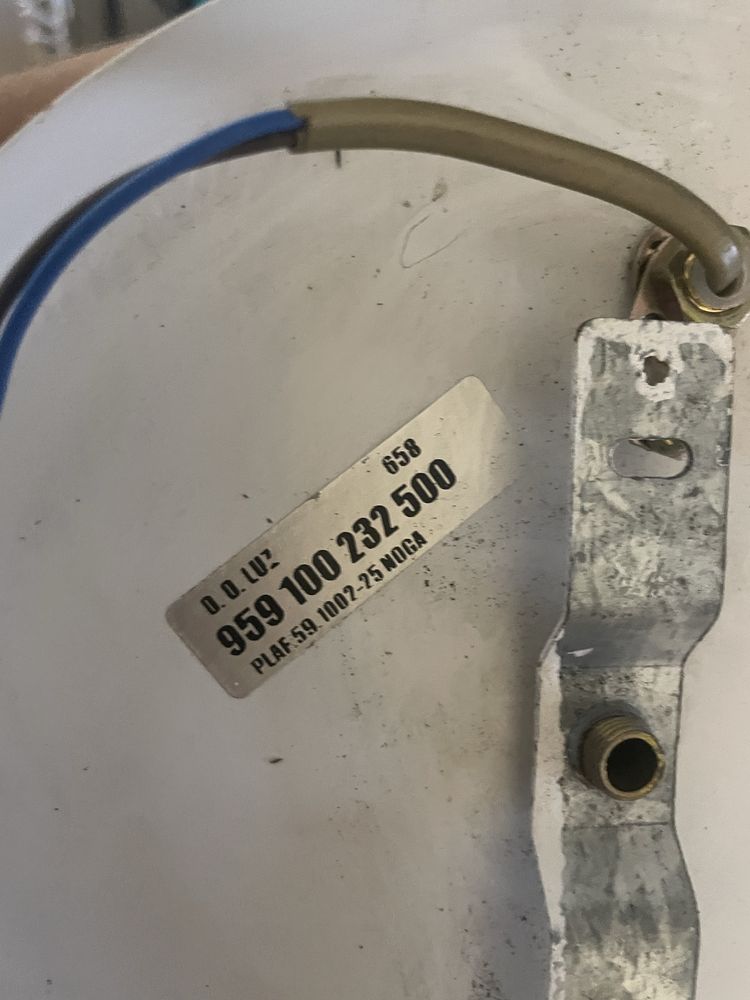 658
D. D. LUZ
959 100 232 500
PLAF.59.1002-25 NOGA